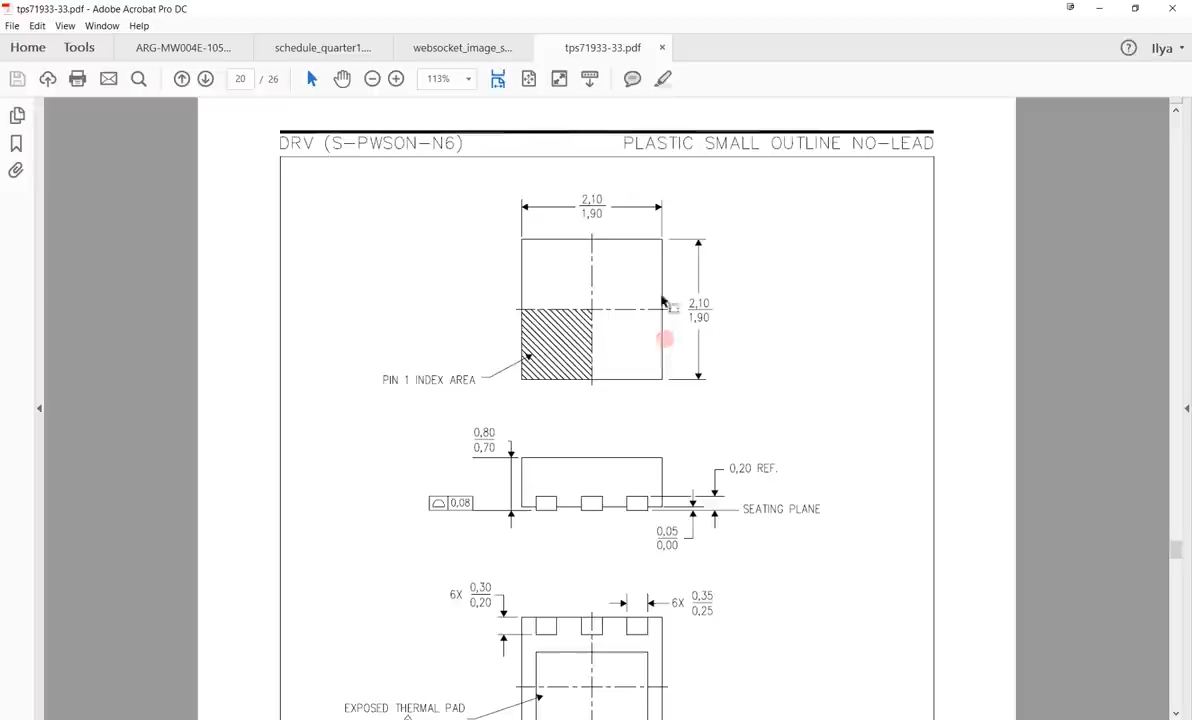 tps71933-33.pdf - Adobe Acrobat Pro DC
File Edit View Window Help
Home Tools ARG-MW004E-105... schedule_quarter1.... websocket_image_s... tps71933-33.pdf × ? Ilya
20 / 26 113%
DRV (S-PWSON-N6) PLASTIC SMALL OUTLINE NO-LEAD
2,10
1,90
2,10
1,90
PIN 1 INDEX AREA
0,80
0,70
0,20 REF.
0,08
SEATING PLANE
0,05
0,00
6X 0,30
0,20
6X 0,35
0,25
EXPOSED THERMAL PAD